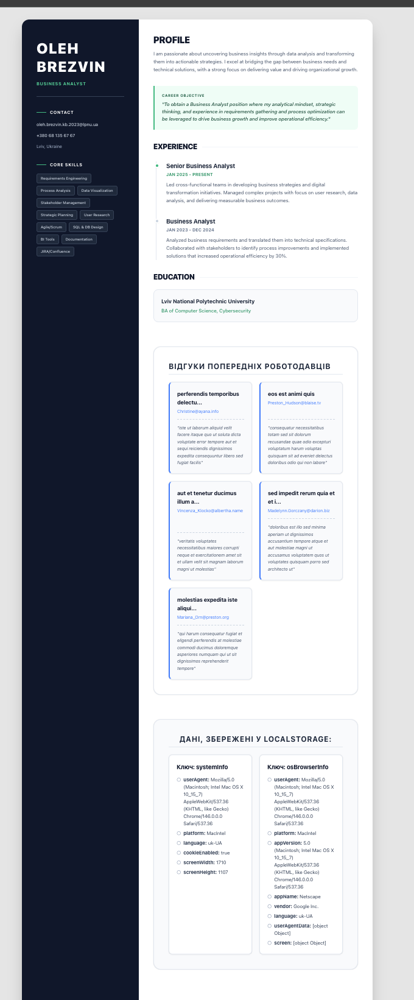 OLEH
BREZVIN
BUSINESS ANALYST
CONTACT
oleh.brezvin.kb.2023@lpnu.ua
+380 68 135 67 67
Lviv, Ukraine
CORE SKILLS
Requirements Engineering
Process Analysis
Data Visualization
Stakeholder Management
Strategic Planning
User Research
Agile/Scrum
SQL & DB Design
BI Tools
Documentation
JIRA/Confluence
PROFILE
I am passionate about uncovering business insights through data analysis and transforming
them into actionable strategies. I excel at bridging the gap between business needs and
technical solutions, with a strong focus on delivering value and driving organizational growth.
CAREER OBJECTIVE
"To obtain a Business Analyst position where my analytical mindset, strategic
thinking, and experience in requirements gathering and process optimization can
be leveraged to drive business growth and improve operational efficiency."
EXPERIENCE
Senior Business Analyst
JAN 2025 - PRESENT
Led cross-functional teams in developing business strategies and digital
transformation initiatives. Managed complex projects with focus on user research, data
analysis, and delivering measurable business outcomes.
Business Analyst
JAN 2023 - DEC 2024
Analyzed business requirements and translated them into technical specifications.
Collaborated with stakeholders to identify process improvements and implemented
solutions that increased operational efficiency by 30%.
EDUCATION
Lviv National Polytechnic University
BA of Computer Science, Cybersecurity
ВІДГУКИ ПОПЕРЕДНІХ РОБОТОДАВЦІВ
perferendis temporibus
delectu...
Christine@ayana.info
"iste ut laborum aliquid velit
facere itaque quo ut soluta dicta
voluptate error tempore aut et
sequi reiciendis dignissimos
expedita consequuntur libero sed
fugiat facilis"
eos est animi quis
Preston_Hudson@blaise.tv
"consequatur necessitatibus
totam sed sit dolorum
recusandae quae odio excepturi
voluptatum harum voluptas
quisquam sit ad eveniet delectus
doloribus odio qui non labore"
aut et tenetur ducimus
illum a...
Vincenza_Klocko@albertha.name
"veritatis voluptates
necessitatibus maiores corrupti
neque et exercitationem amet sit
et ullam velit sit magnam laborum
magni ut molestias"
sed impedit rerum quia et
et i...
Madelynn.Gorczany@darion.biz
"doloribus est illo sed minima
aperiam ut dignissimos
accusantium tempore atque et
aut molestiae magni ut
accusamus voluptatem quos ut
voluptates quisquam porro sed
architecto ut"
molestias expedita iste
aliqui...
Mariana_Orn@preston.org
"qui harum consequatur fugiat et
eligendi perferendis at molestiae
commodi ducimus doloremque
asperiores numquam qui ut sit
dignissimos reprehenderit
tempore"
ДАНІ, ЗБЕРЕЖЕНІ У LOCALSTORAGE:
Ключ: systemInfo
userAgent: Mozilla/5.0
(Macintosh; Intel Mac OS X
10_15_7)
AppleWebKit/537.36
(KHTML, like Gecko)
Chrome/146.0.0.0
Safari/537.36
platform: MacIntel
language: uk-UA
cookieEnabled: true
screenWidth: 1710
screenHeight: 1107
Ключ: osBrowserInfo
userAgent: Mozilla/5.0
(Macintosh; Intel Mac OS X
10_15_7)
AppleWebKit/537.36
(KHTML, like Gecko)
Chrome/146.0.0.0
Safari/537.36
platform: MacIntel
appVersion: 5.0
(Macintosh; Intel Mac OS X
10_15_7)
AppleWebKit/537.36
(KHTML, like Gecko)
Chrome/146.0.0.0
Safari/537.36
appName: Netscape
vendor: Google Inc.
language: uk-UA
userAgentData: [object
Object]
screen: [object Object]